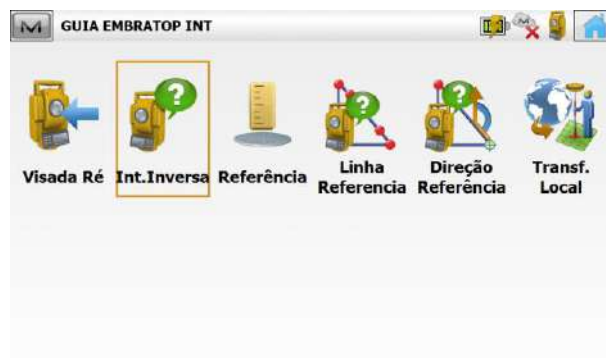 GUIA EMBRATOP INT
Visada Ré
Int.Inversa
Referência
Linha
Referencia
Direção
Referência
Transf.
Local